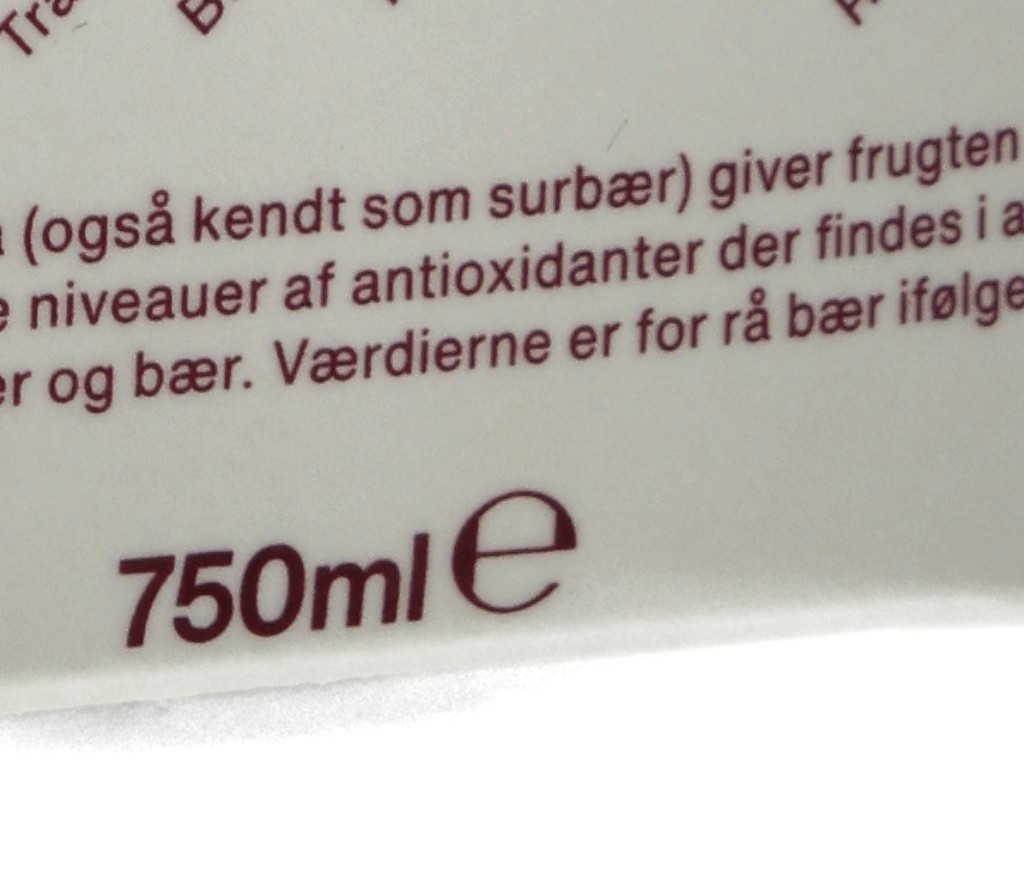 (også kendt som surbær) giver frugten
niveauer af antioxidanter der findes i
og bær. Værdierne er for rå bær ifølge
750ml e